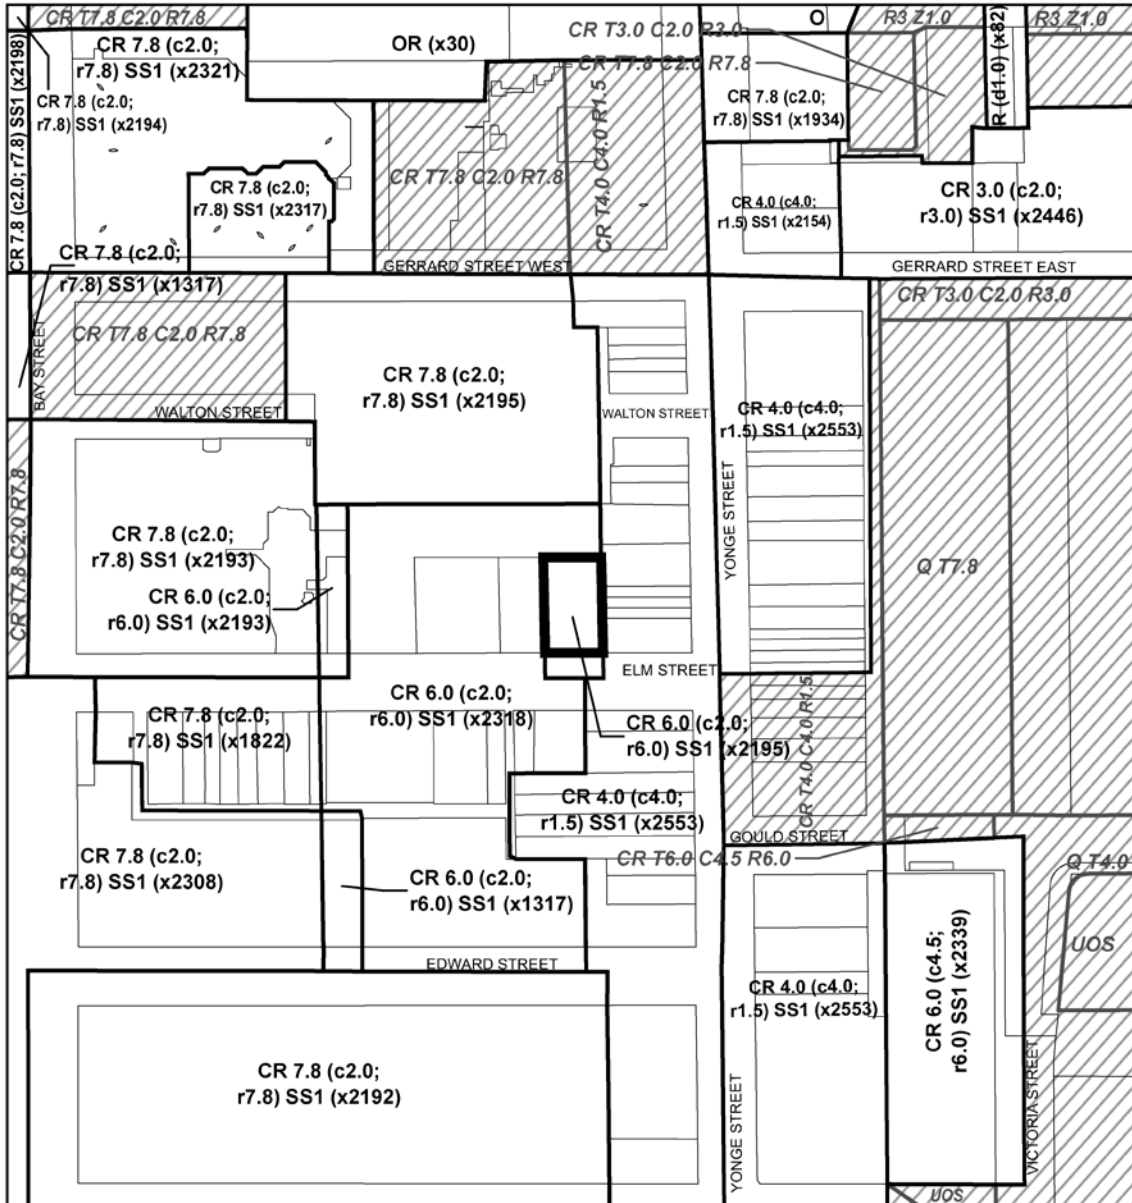 CR T7.8 C2.0 R7.8
CR 7.8 (c2.0; r7.8) SS1 (x2198)
CR 7.8 (c2.0;
r7.8) SS1 (x2321)
CR 7.8 (c2.0;
r7.8) SS1 (x2194)
OR (x30)
CR T3.0 C2.0 R3.0
CR T7.8 C2.0 R7.8
O
R3 Z1.0
R (d1.0) (x82)
R3 Z1.0
CR 7.8 (c2.0;
r7.8) SS1 (x1934)
CR 7.8 (c2.0;
r7.8) SS1 (x2317)
CR T7.8 C2.0 R7.8
CR T4.0 C4.0 R1.5
CR 4.0 (c4.0;
r1.5) SS1 (x2154)
CR 3.0 (c2.0;
r3.0) SS1 (x2446)
GERRARD STREET WEST
GERRARD STREET EAST
CR 7.8 (c2.0;
r7.8) SS1 (x1317)
BAY STREET
CR T7.8 C2.0 R7.8
WALTON STREET
CR 7.8 (c2.0;
r7.8) SS1 (x2195)
WALTON STREET
CR 4.0 (c4.0;
r1.5) SS1 (x2553)
CR T3.0 C2.0 R3.0
YONGE STREET
Q T7.8
CR T7.8 C2.0 R7.8
CR 7.8 (c2.0;
r7.8) SS1 (x2193)
CR 6.0 (c2.0;
r6.0) SS1 (x2193)
ELM STREET
CR 6.0 (c2.0;
r6.0) SS1 (x2318)
CR 6.0 (c2.0;
r6.0) SS1 (x2195)
CR 7.8 (c2.0;
r7.8) SS1 (x1822)
CR T4.0 C4.0 R1.5
CR 4.0 (c4.0;
r1.5) SS1 (x2553)
GOULD STREET
CR T6.0 C4.5 R6.0
Q T4.0
CR 7.8 (c2.0;
r7.8) SS1 (x2308)
CR 6.0 (c2.0;
r6.0) SS1 (x1317)
EDWARD STREET
UOS
CR 4.0 (c4.0;
r1.5) SS1 (x2553)
CR 6.0 (c4.5;
r6.0) SS1 (x2339)
CR 7.8 (c2.0;
r7.8) SS1 (x2192)
YONGE STREET
VICTORIA STREET
UOS